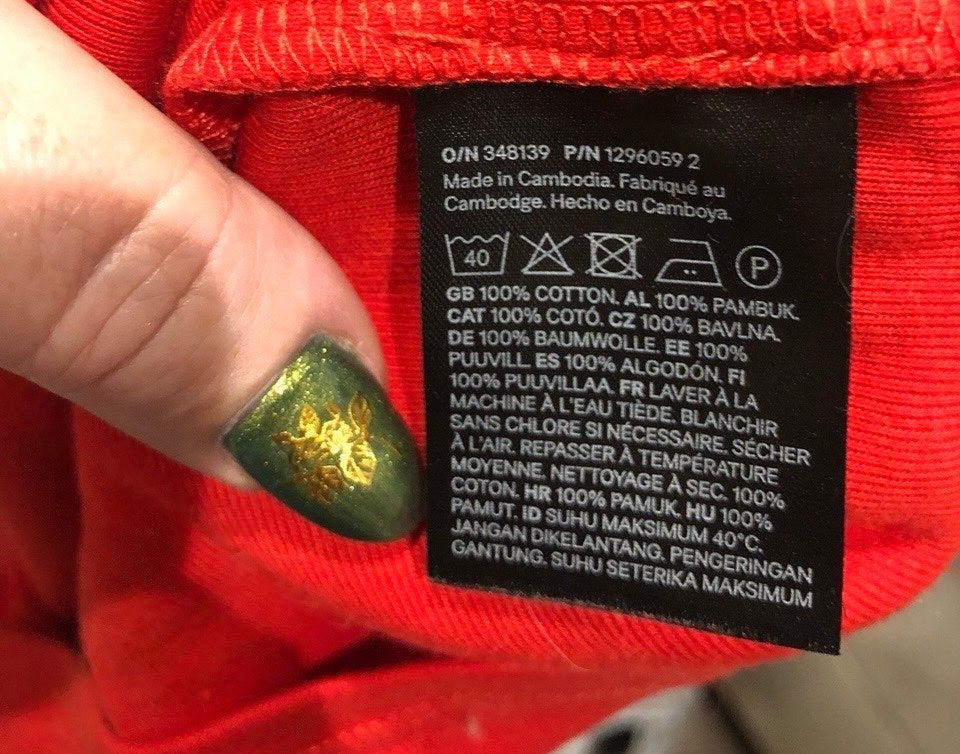 O/N 348139 P/N 1296059 2
Made in Cambodia. Fabriqué au
Cambodge. Hecho en Camboya.
40 P
GB 100% COTTON. AL 100% PAMBUK.
CAT 100% COTÓ. CZ 100% BAVLNA.
DE 100% BAUMWOLLE. EE 100%
PUUVILL. ES 100% ALGODÓN. FI
100% PUUVILLAA. FR LAVER À LA
MACHINE À L'EAU TIÈDE. BLANCHIR
SANS CHLORE SI NÉCESSAIRE. SÉCHER
À L'AIR. REPASSER À TEMPÉRATURE
MOYENNE. NETTOYAGE À SEC. 100%
COTON. HR 100% PAMUK. HU 100%
PAMUT. ID SUHU MAKSIMUM 40°C.
JANGAN DIKELANTANG. PENGERINGAN
GANTUNG. SUHU SETERIKA MAKSIMUM